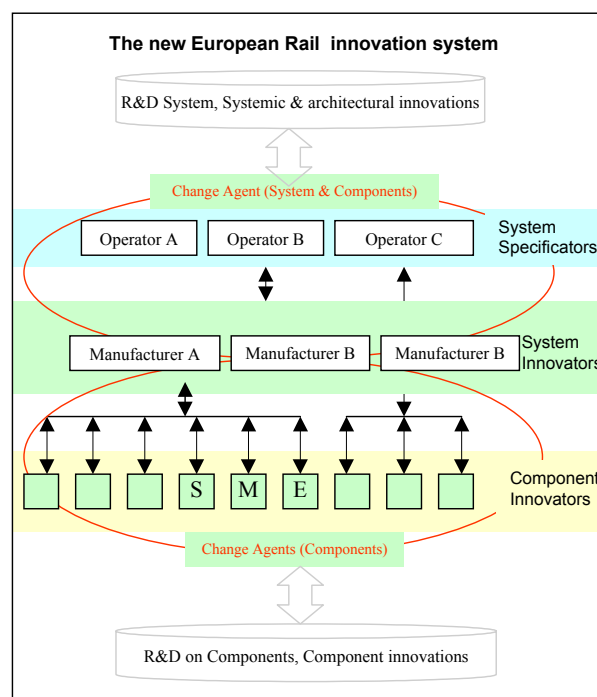 The new European Rail innovation system
R&D System, Systemic & architectural innovations
Change Agent (System & Components)
Operator A
Operator B
Operator C
System
Specificators
Manufacturer A
Manufacturer B
Manufacturer B
System
Innovators
S
M
E
Component
Innovators
Change Agents (Components)
R&D on Components, Component innovations